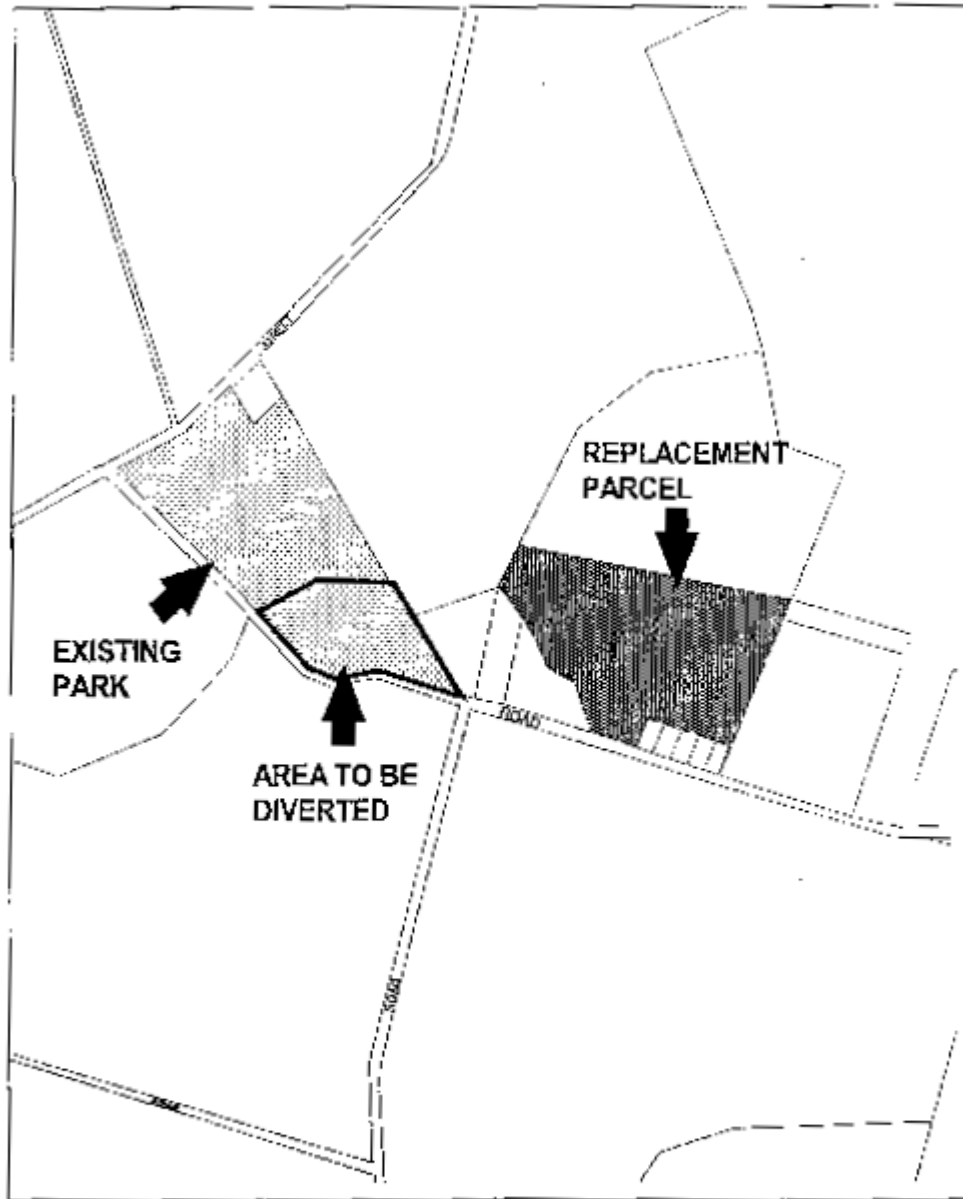 REPLACEMENT
PARCEL
EXISTING
PARK
ROAD
AREA TO BE
DIVERTED